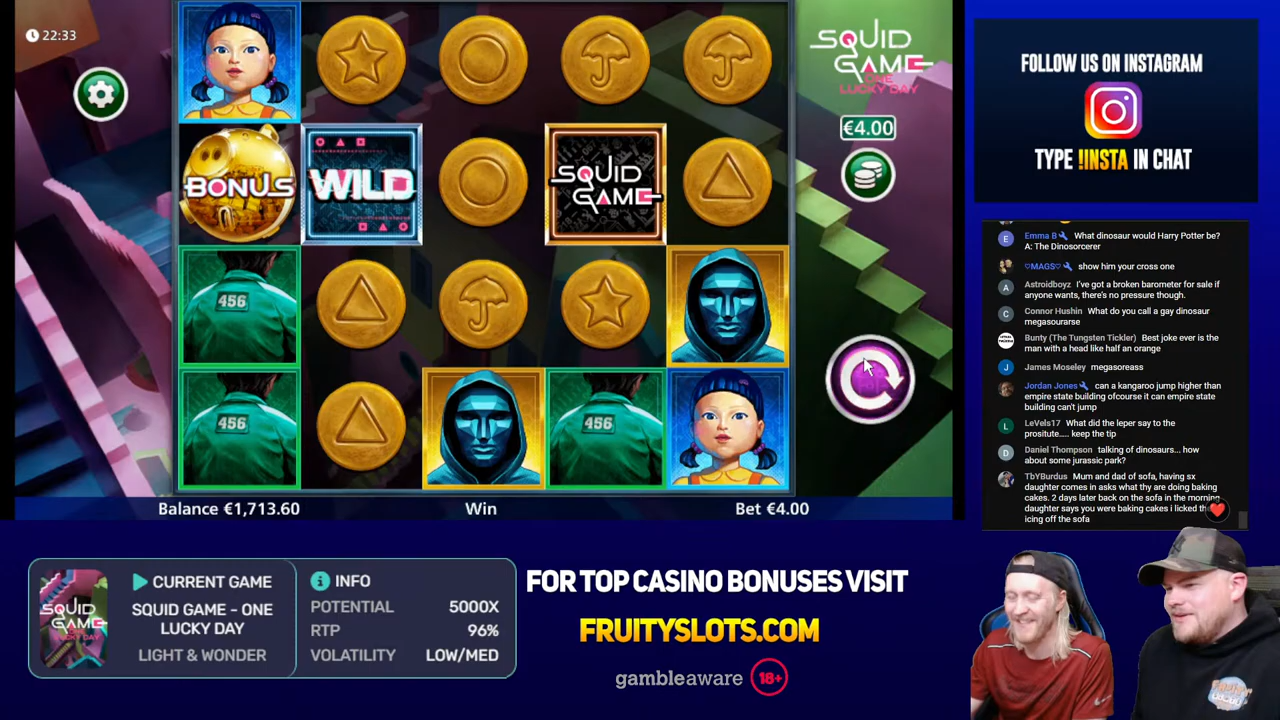 22:33
SQUID
GAME
ONE
LUCKY DAY
€4.00
BONUS
WILD
SQUID
GAME
456
456
456
Balance €1,713.60
Win
Bet €4.00
FOLLOW US ON INSTAGRAM
TYPE !INSTA IN CHAT
Emma B What dinosaur would Harry Potter be?
A: The Dinosorcerer
♡MAGS♡ show him your cross one
Astroidboyz I've got a broken barometer for sale if
anyone wants, there's no pressure though.
Connor Hushin What do you call a gay dinosaur
megasourarse
Bunty (The Tungsten Tickler) Best joke ever is the
man with a head like half an orange
James Moseley megasoreass
Jordan Jones can a kangaroo jump higher than
empire state building ofcourse it can empire state
building can't jump
LeVels17 What did the leper say to the
prositute..... keep the tip
Daniel Thompson talking of dinosaurs... how
about some jurassic park?
TbYBurdus Mum and dad of sofa, having sx
daughter comes in asks what thy are doing baking
cakes. 2 days later back on the sofa in the morning
daughter says you were baking cakes i licked
icing off the sofa
CURRENT GAME
SQUID GAME - ONE
LUCKY DAY
LIGHT & WONDER
SQUID
GAME
INFO
POTENTIAL 5000X
RTP 96%
VOLATILITY LOW/MED
FOR TOP CASINO BONUSES VISIT
FRUITYSLOTS.COM
gambleaware 18+